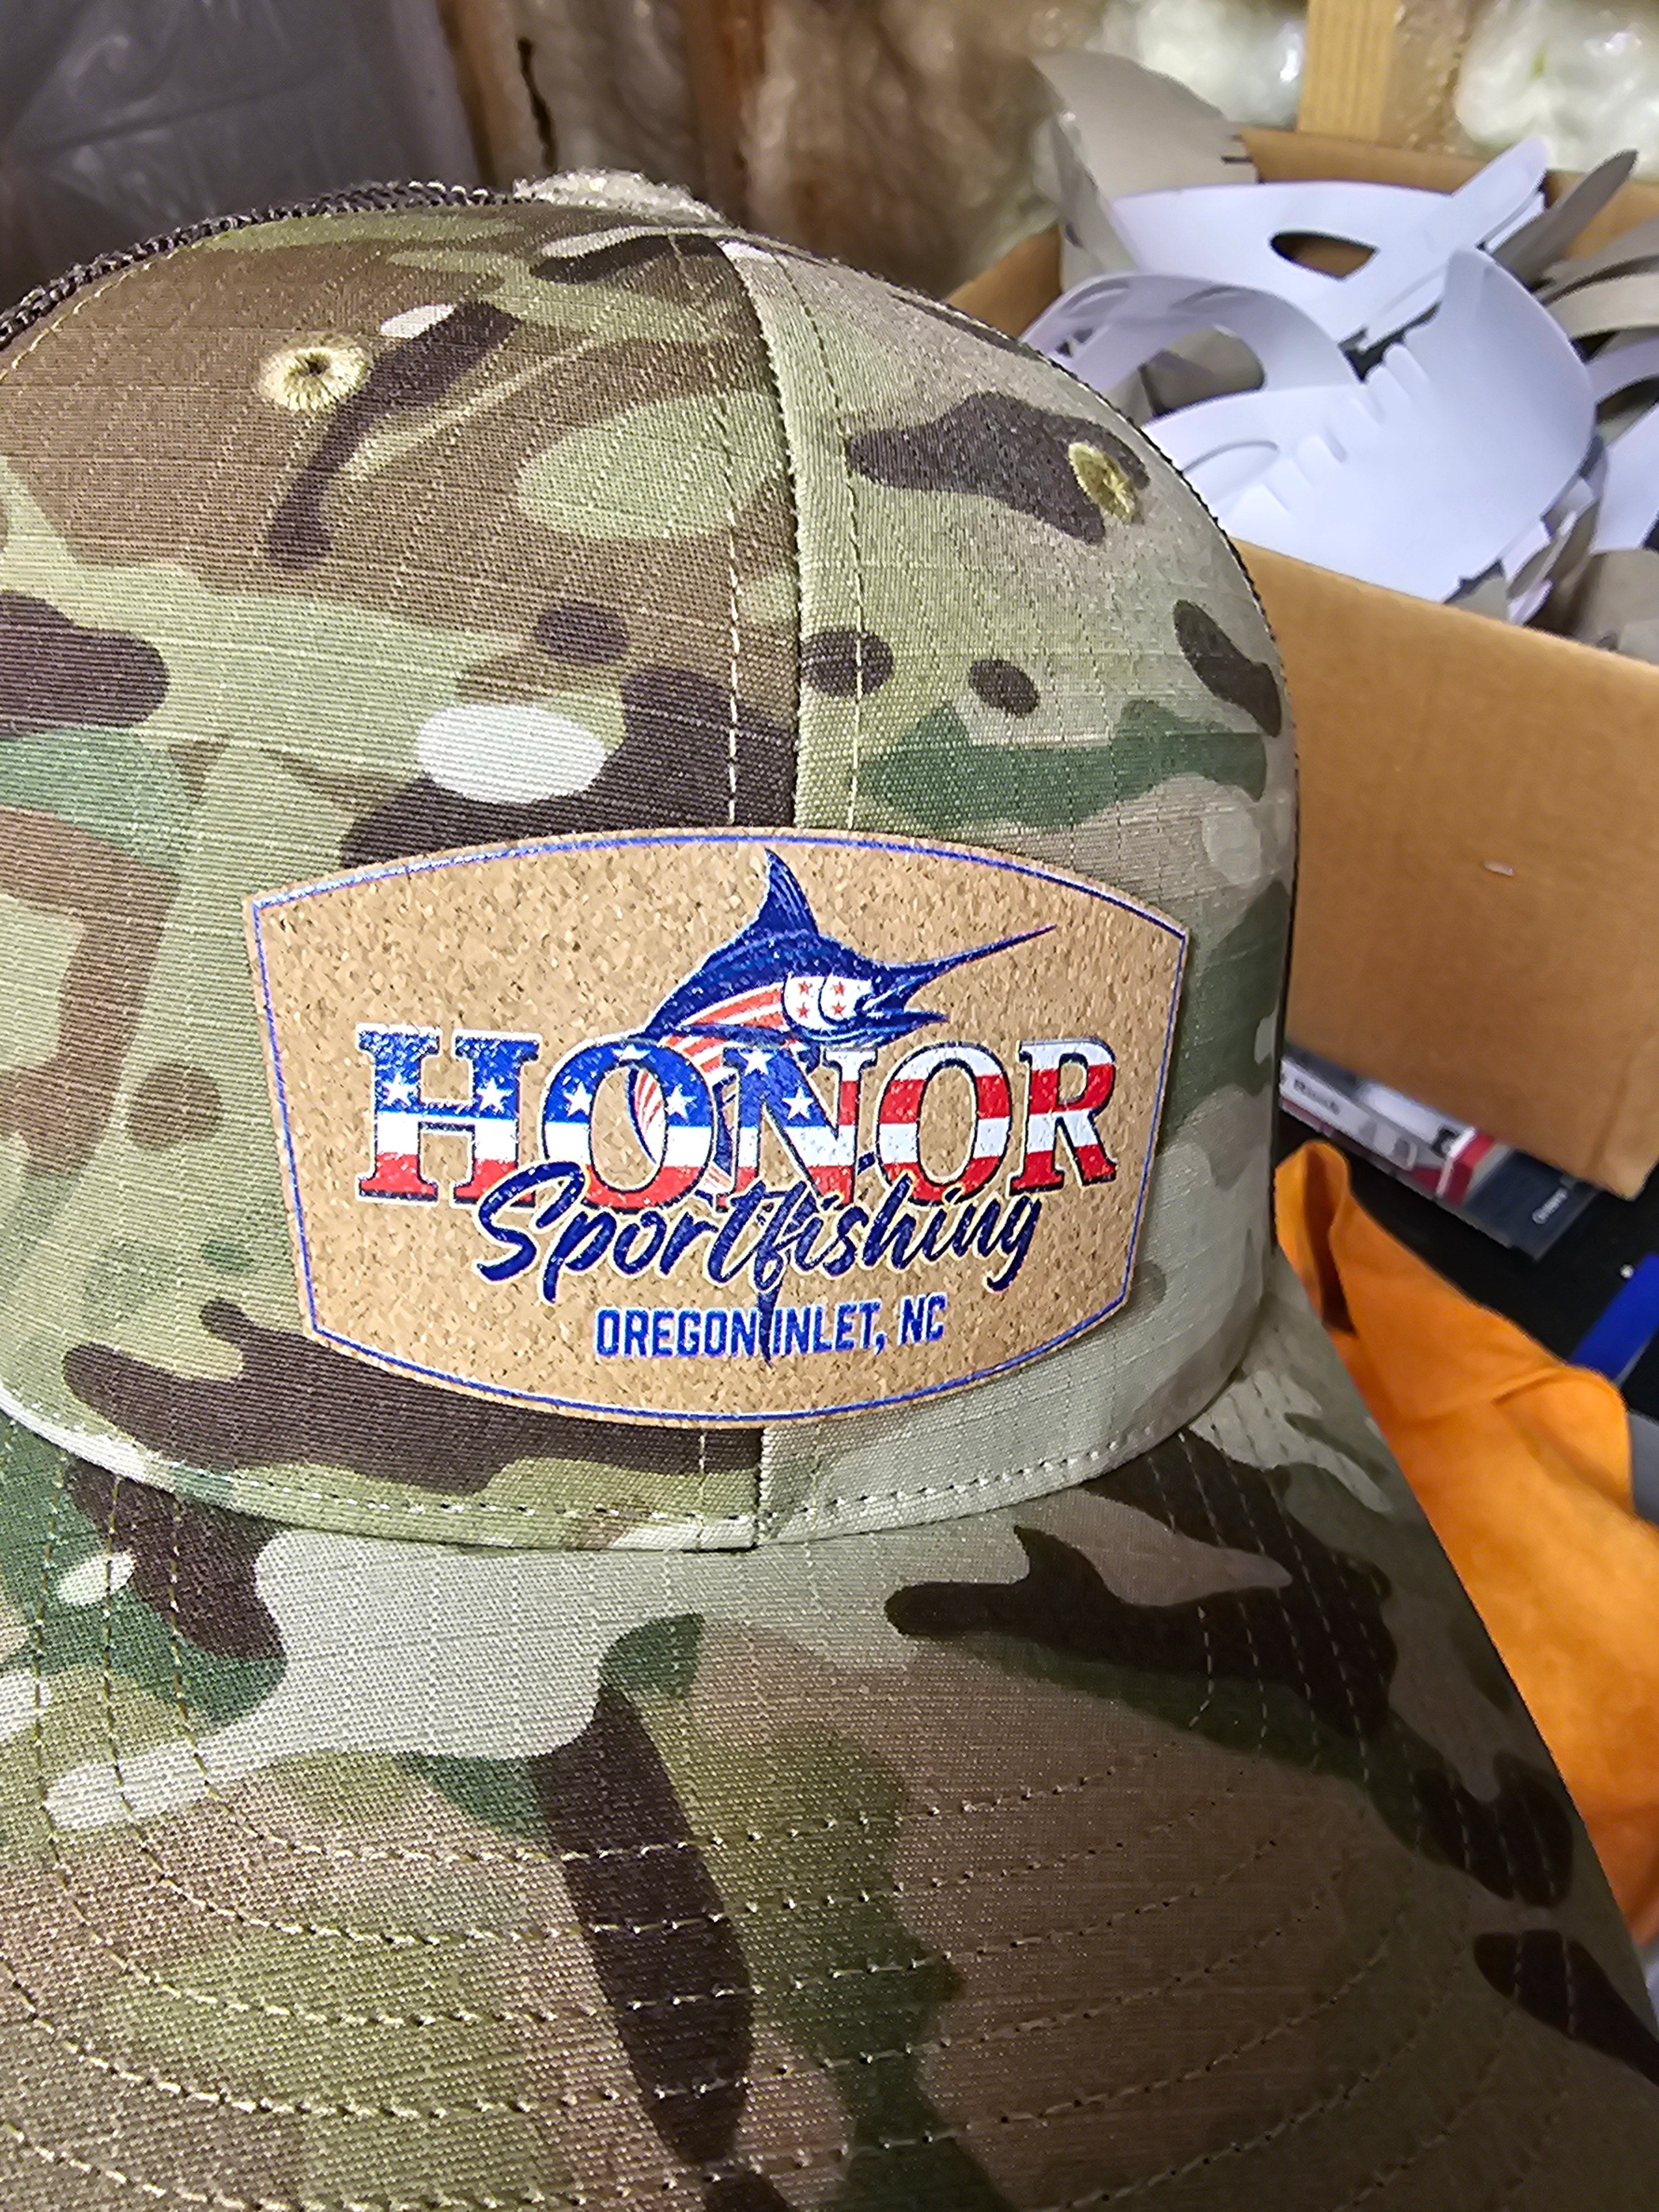 HONOR
Sportfishing
OREGON INLET, NC